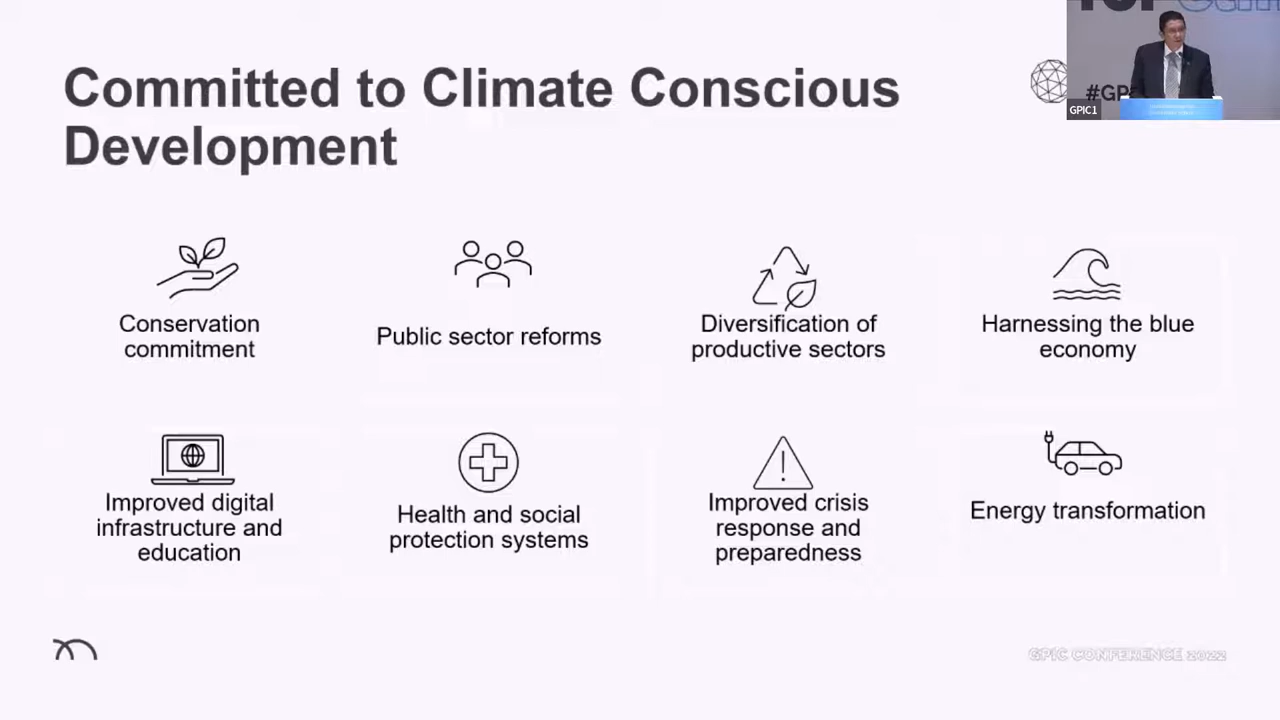 Committed to Climate Conscious
Development
#GP
GPIC1
Conservation
commitment
Public sector reforms
Diversification of
productive sectors
Harnessing the blue
economy
Improved digital
infrastructure and
education
Health and social
protection systems
Improved crisis
response and
preparedness
Energy transformation
GPIC CONFERENCE 2022